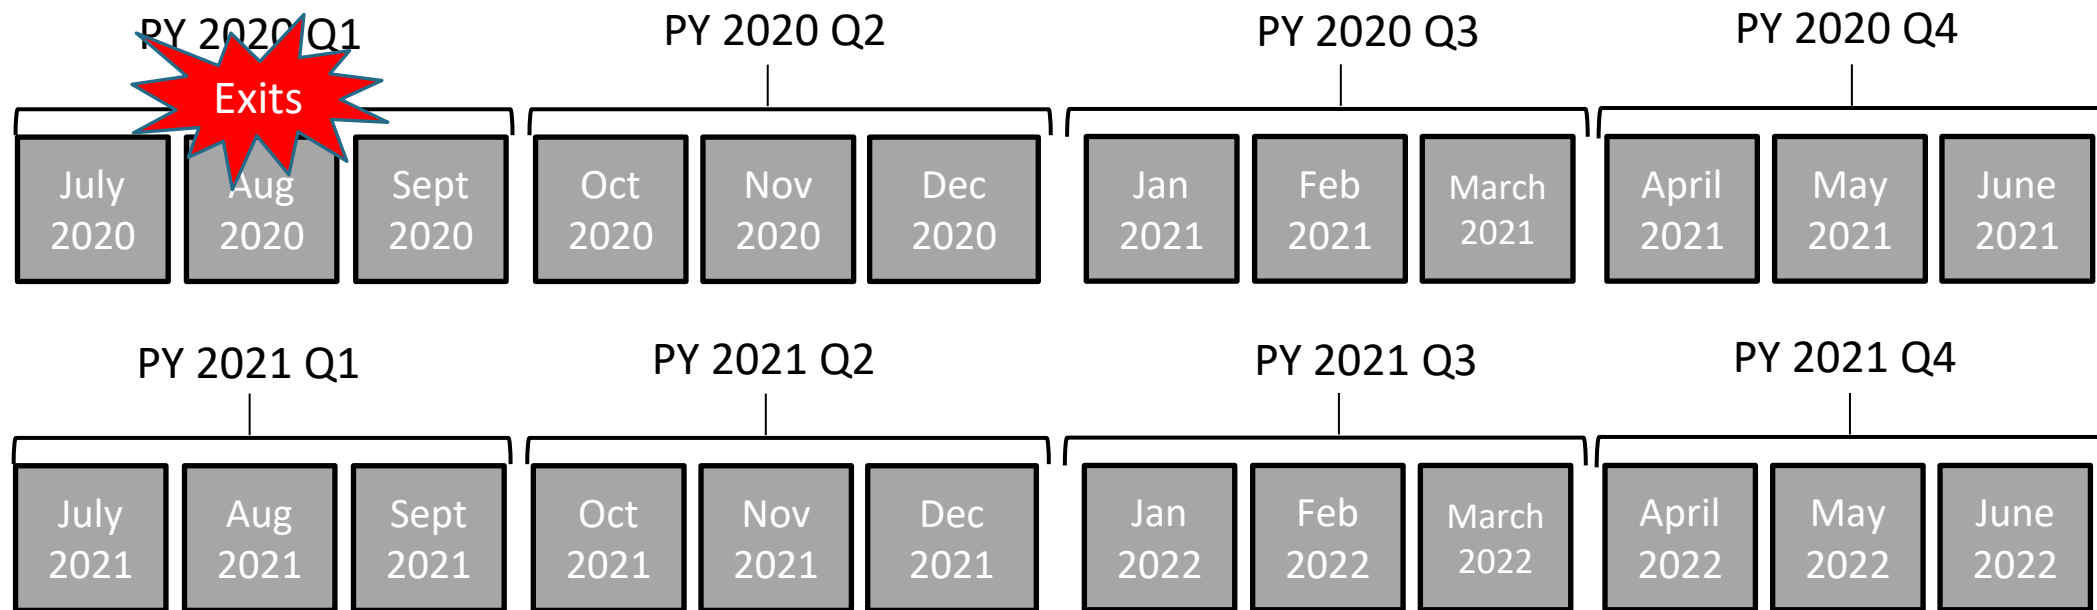 PY 2020 Q1
PY 2020 Q2
PY 2020 Q3
PY 2020 Q4
Exits
July
2020
Aug
2020
Sept
2020
Oct
2020
Nov
2020
Dec
2020
Jan
2021
Feb
2021
March
2021
April
2021
May
2021
June
2021
PY 2021 Q1
PY 2021 Q2
PY 2021 Q3
PY 2021 Q4
July
2021
Aug
2021
Sept
2021
Oct
2021
Nov
2021
Dec
2021
Jan
2022
Feb
2022
March
2022
April
2022
May
2022
June
2022